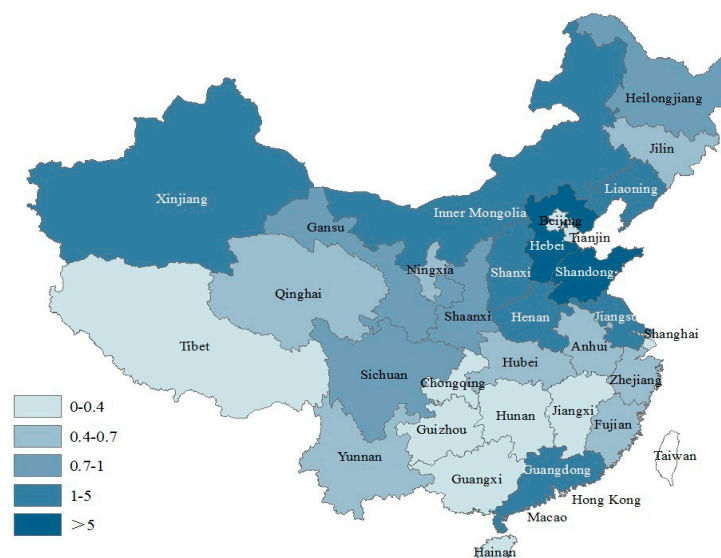 Heilongjiang
Jilin
Liaoning
Xinjiang
Inner Mongolia
Beijing
Gansu
Tianjin
Hebei
Ningxia
Shanxi
Shandong
Qinghai
Shaanxi
Henan
Jiangsu
Shanghai
Tibet
Anhui
Hubei
Sichuan
Chongqing
Zhejiang
Hunan
Jiangxi
Guizhou
Fujian
Yunnan
Taiwan
Guangxi
Guangdong
Hong Kong
Macao
Hainan
0-0.4
0.4-0.7
0.7-1
1-5
>5